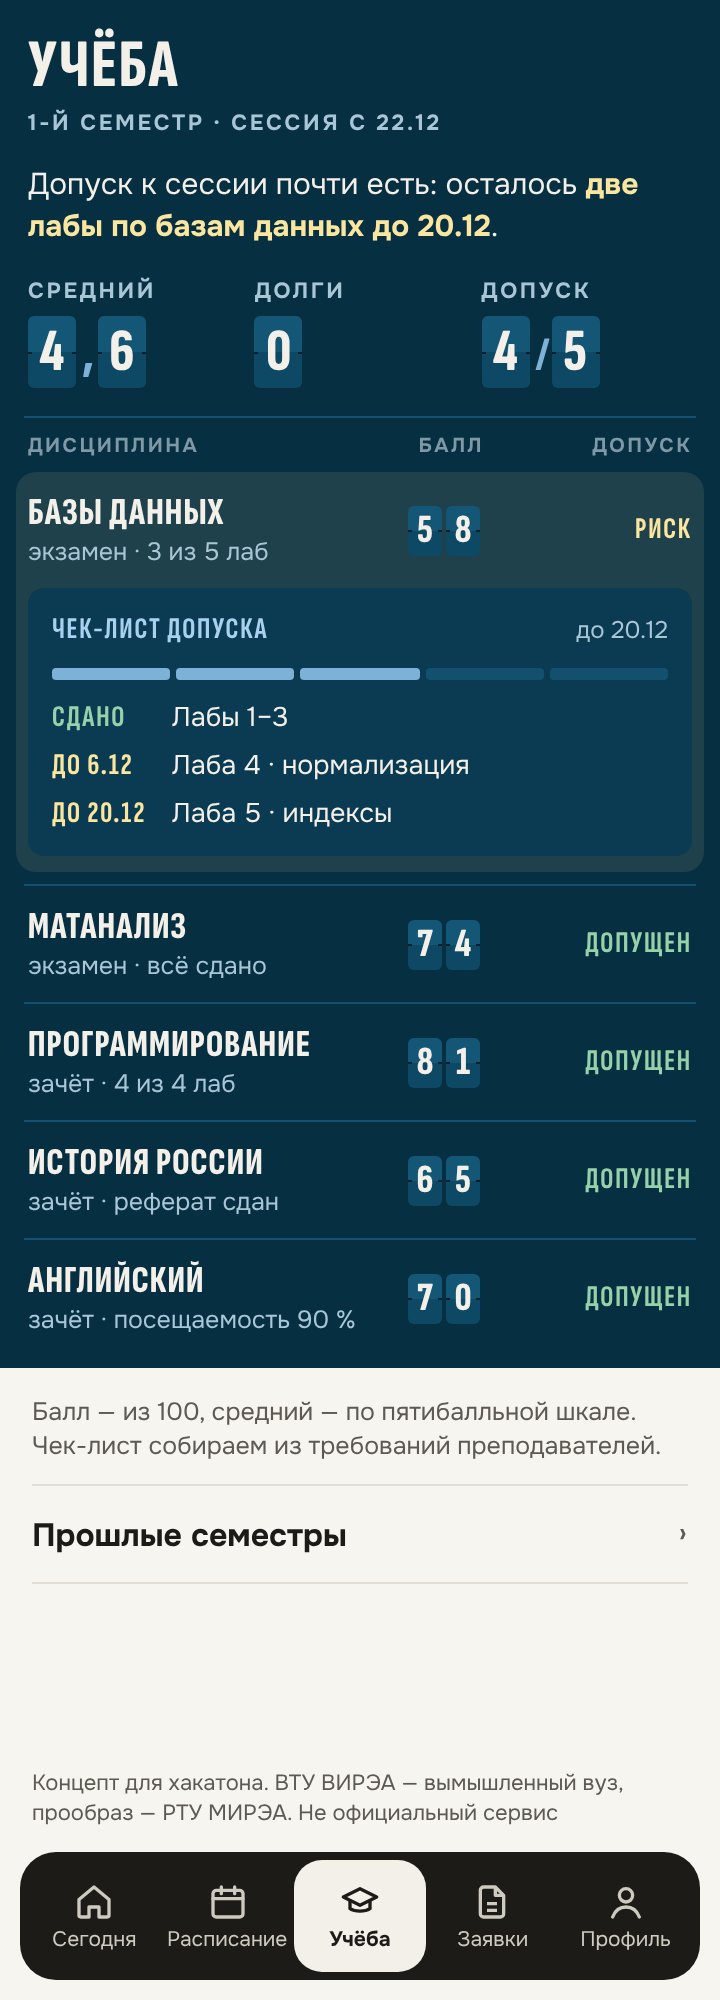 УЧЁБА
1-Й СЕМЕСТР · СЕССИЯ С 22.12
Допуск к сессии почти есть: осталось две
лабы по базам данных до 20.12.
СРЕДНИЙ ДОЛГИ ДОПУСК
4,6 0 4/5
ДИСЦИПЛИНА БАЛЛ ДОПУСК
БАЗЫ ДАННЫХ 58 РИСК
экзамен · 3 из 5 лаб
ЧЕК-ЛИСТ ДОПУСКА до 20.12
СДАНО Лабы 1–3
ДО 6.12 Лаба 4 · нормализация
ДО 20.12 Лаба 5 · индексы
МАТАНАЛИЗ 74 ДОПУЩЕН
экзамен · всё сдано
ПРОГРАММИРОВАНИЕ 81 ДОПУЩЕН
зачёт · 4 из 4 лаб
ИСТОРИЯ РОССИИ 65 ДОПУЩЕН
зачёт · реферат сдан
АНГЛИЙСКИЙ 70 ДОПУЩЕН
зачёт · посещаемость 90 %
Балл — из 100, средний — по пятибалльной шкале.
Чек-лист собираем из требований преподавателей.
Прошлые семестры ›
Концепт для хакатона. ВТУ ВИРЭА — вымышленный вуз,
прообраз — РТУ МИРЭА. Не официальный сервис
Сегодня Расписание Учёба Заявки Профиль